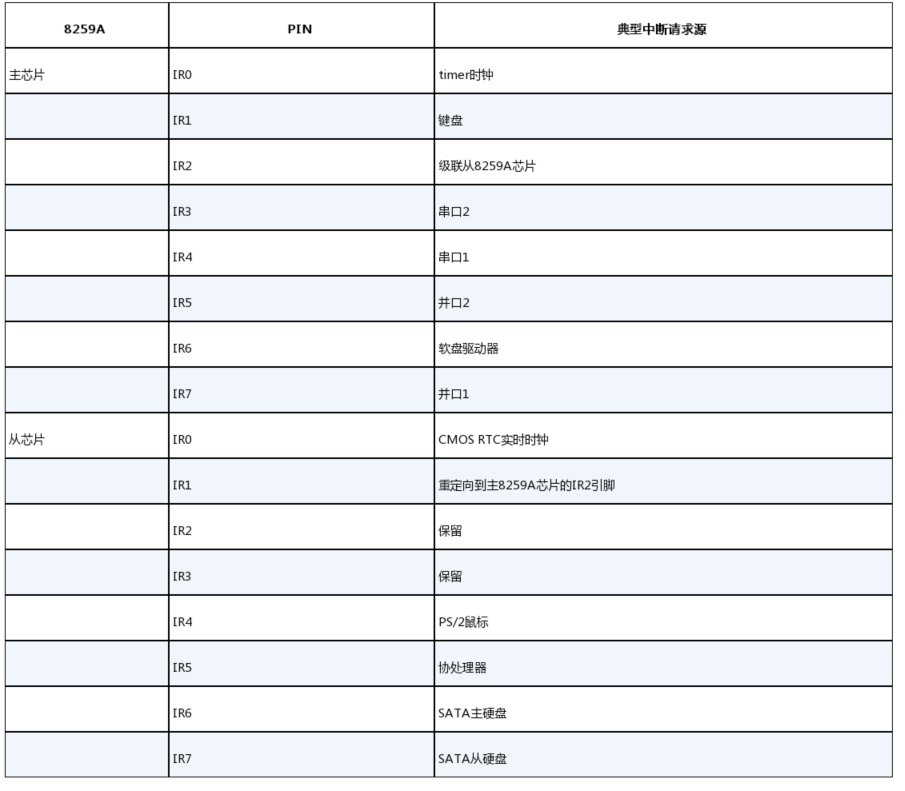 8259A PIN 典型中断请求源
主芯片 IR0 timer时钟
IR1 键盘
IR2 级联从8259A芯片
IR3 串口2
IR4 串口1
IR5 并口2
IR6 软盘驱动器
IR7 并口1
从芯片 IR0 CMOS RTC实时时钟
IR1 重定向到主8259A芯片的IR2引脚
IR2 保留
IR3 保留
IR4 PS/2鼠标
IR5 协处理器
IR6 SATA主硬盘
IR7 SATA从硬盘